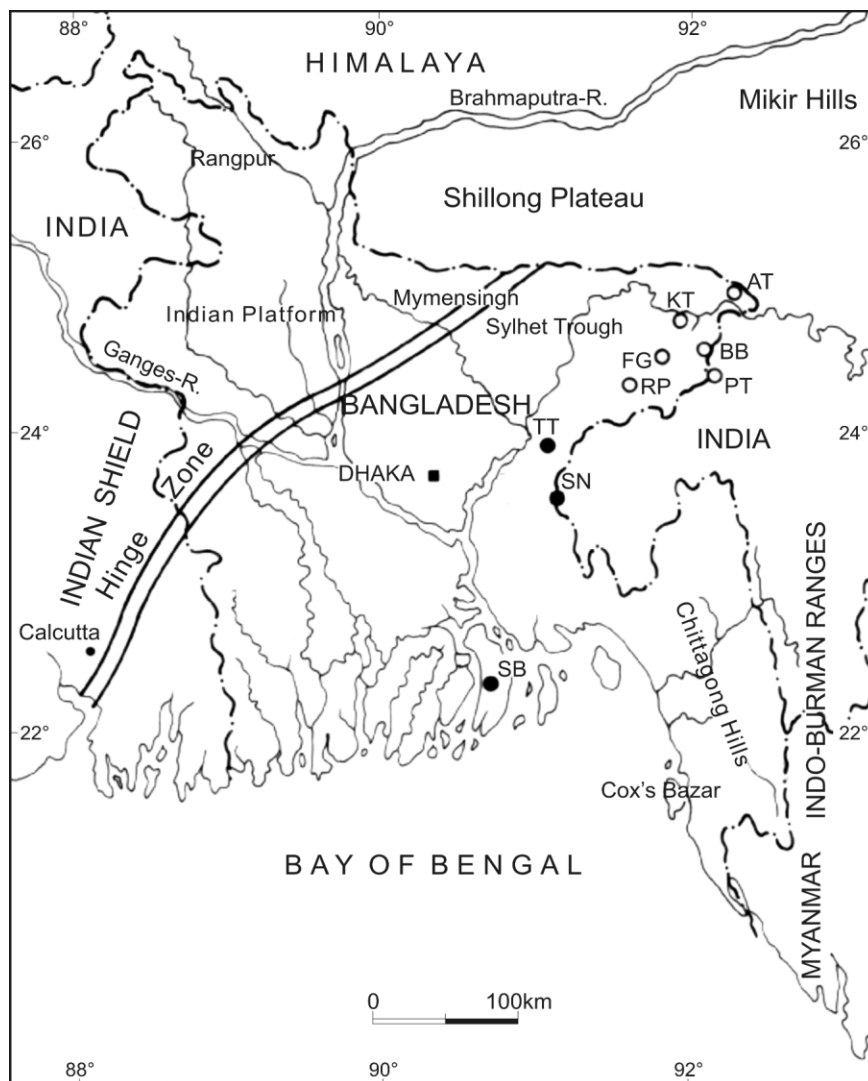 88° 90° 92°
HIMALAYA
Brahmaputra-R.
Mikir Hills
26° 26°
Rangpur
Shillong Plateau
INDIA
AT
KT
Mymensingh
Indian Platform
Sylhet Trough
BB
FG
Ganges-R.
PT
RP
BANGLADESH
TT
24° INDIA 24°
DHAKA
SN
INDIAN SHIELD
Hinge Zone
Calcutta
Chittagong Hills
INDO-BURMAN RANGES
SB
22° 22°
Cox's Bazar
BAY OF BENGAL
MYANMAR
0 100km
88° 90° 92°